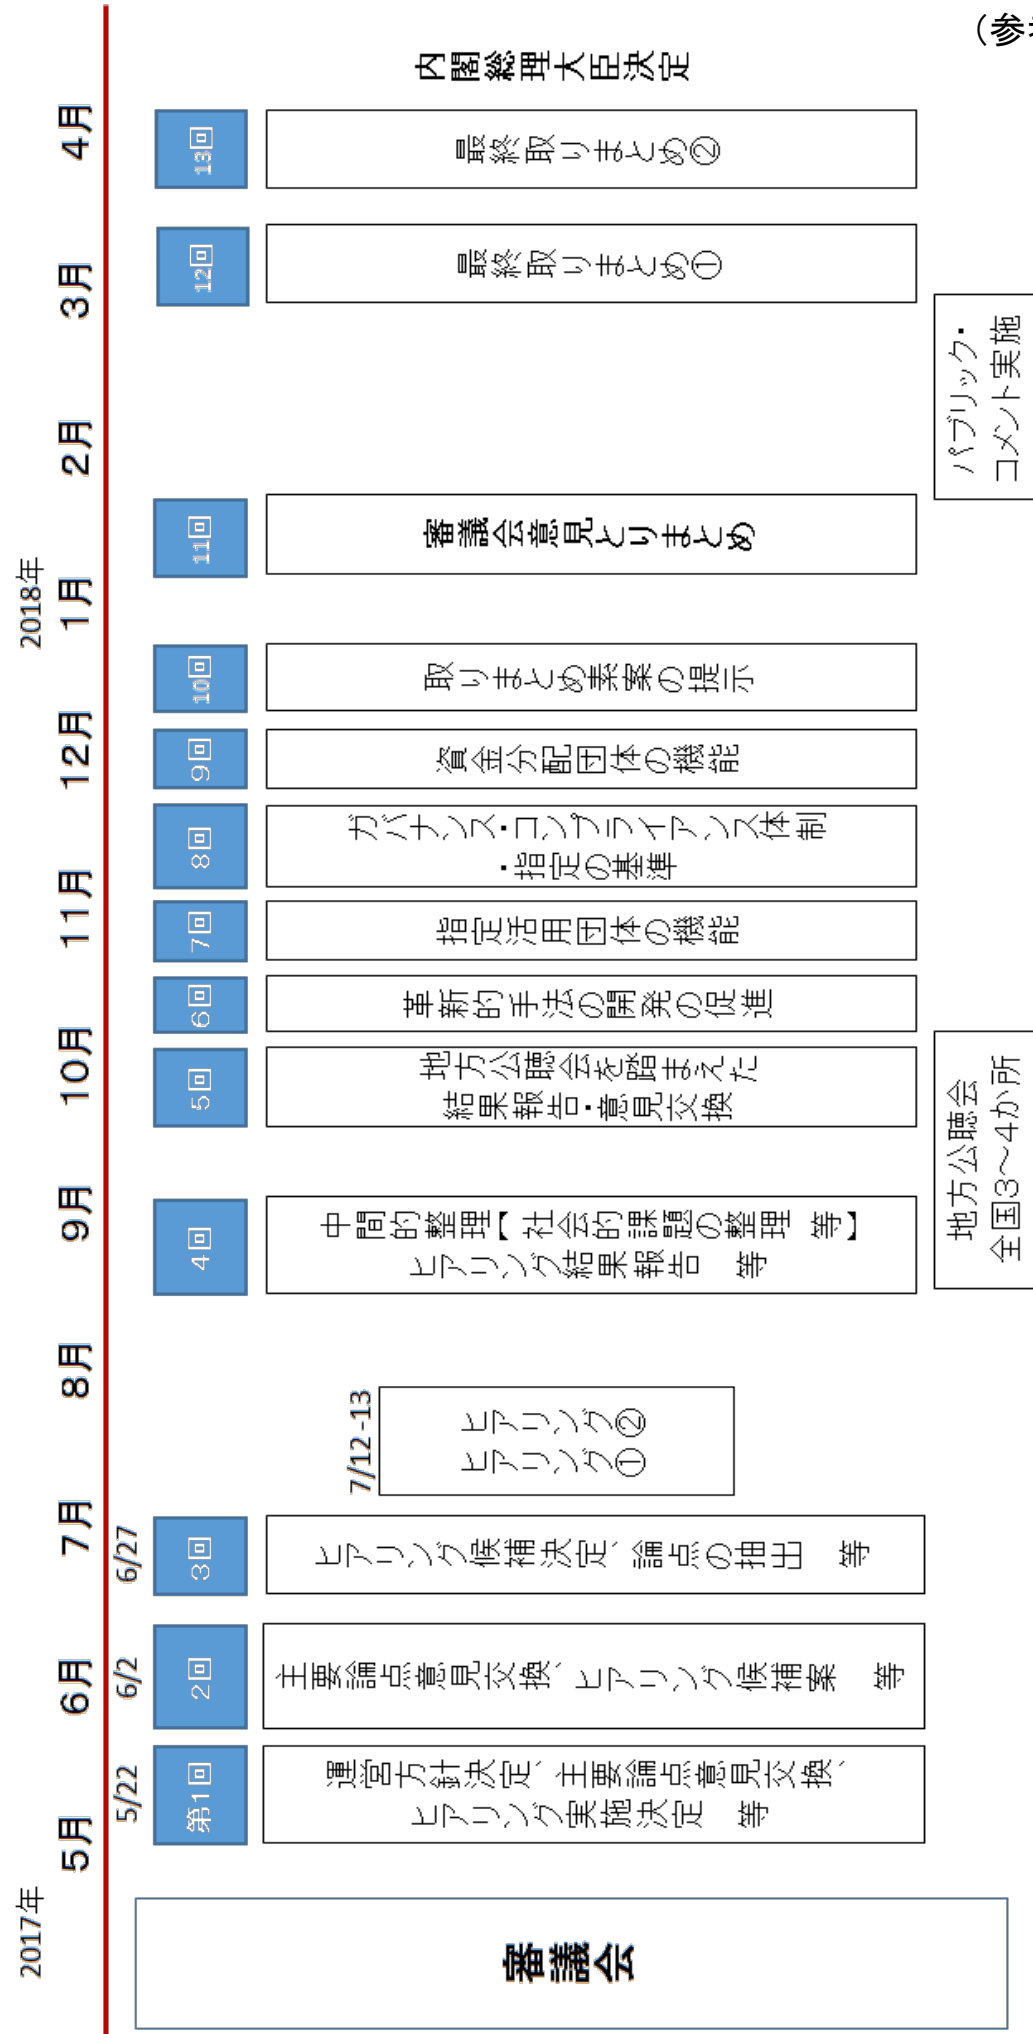 (参
2017年
2018年
5月
6月
7月
8月
9月
10月
11月
12月
1月
2月
3月
4月
審議会
5/22
第1回
運営方針決定、主要論点意見交換、
ヒアリング実施決定　等
6/2
2回
主要論点意見交換、ヒアリング候補案　等
6/27
3回
ヒアリング候補決定、論点の抽出　等
7/12-13
ヒアリング①
ヒアリング②
4回
中間的整理【社会的課題の整理 等】
ヒアリング結果報告　等
地方公聴会
全国3～4か所
5回
地方公聴会を踏まえた
結果報告・意見交換
6回
革新的手法の開発の促進
7回
指定活用団体の機能
8回
ガバナンス・コンプライアンス体制
・指定の基準
9回
資金分配団体の機能
10回
取りまとめ素案の提示
11回
審議会意見とりまとめ
パブリック・
コメント実施
12回
最終取りまとめ①
13回
最終取りまとめ②
内閣総理大臣決定